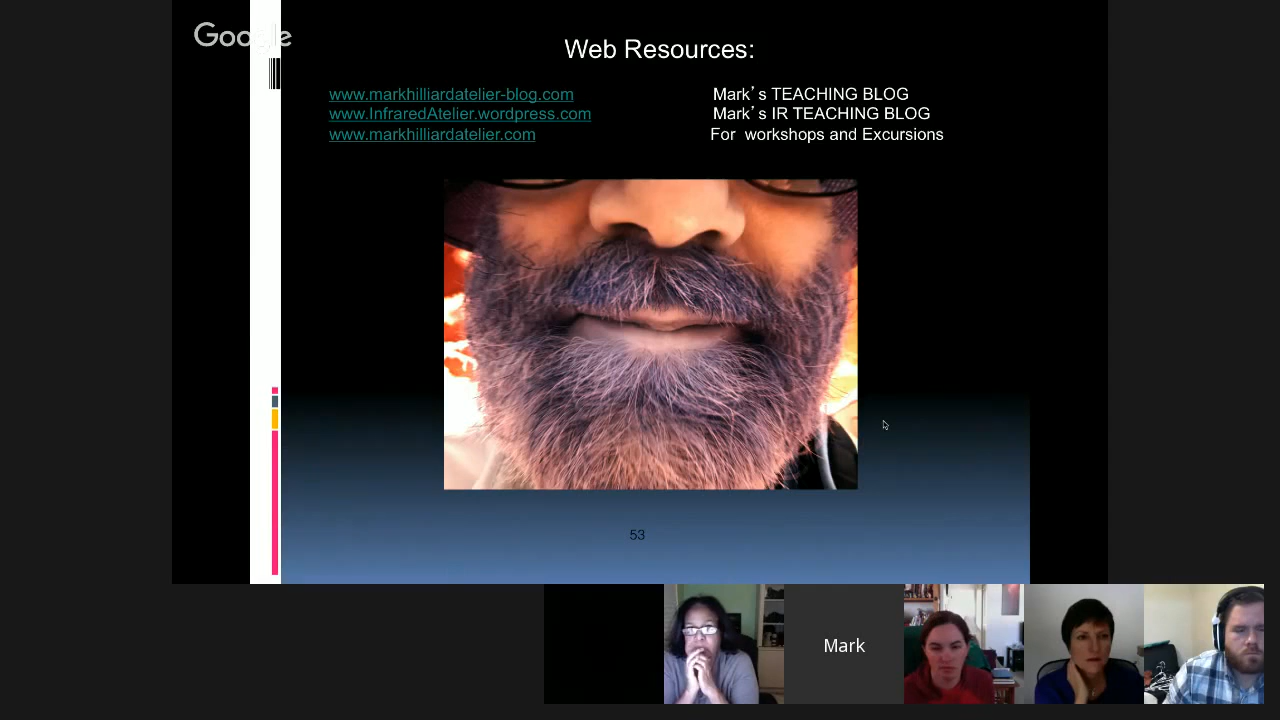 Google
Web Resources:
www.markhilliardatelier-blog.com Mark's TEACHING BLOG
www.InfraredAtelier.wordpress.com Mark's IR TEACHING BLOG
www.markhilliardatelier.com For workshops and Excursions
53
Mark